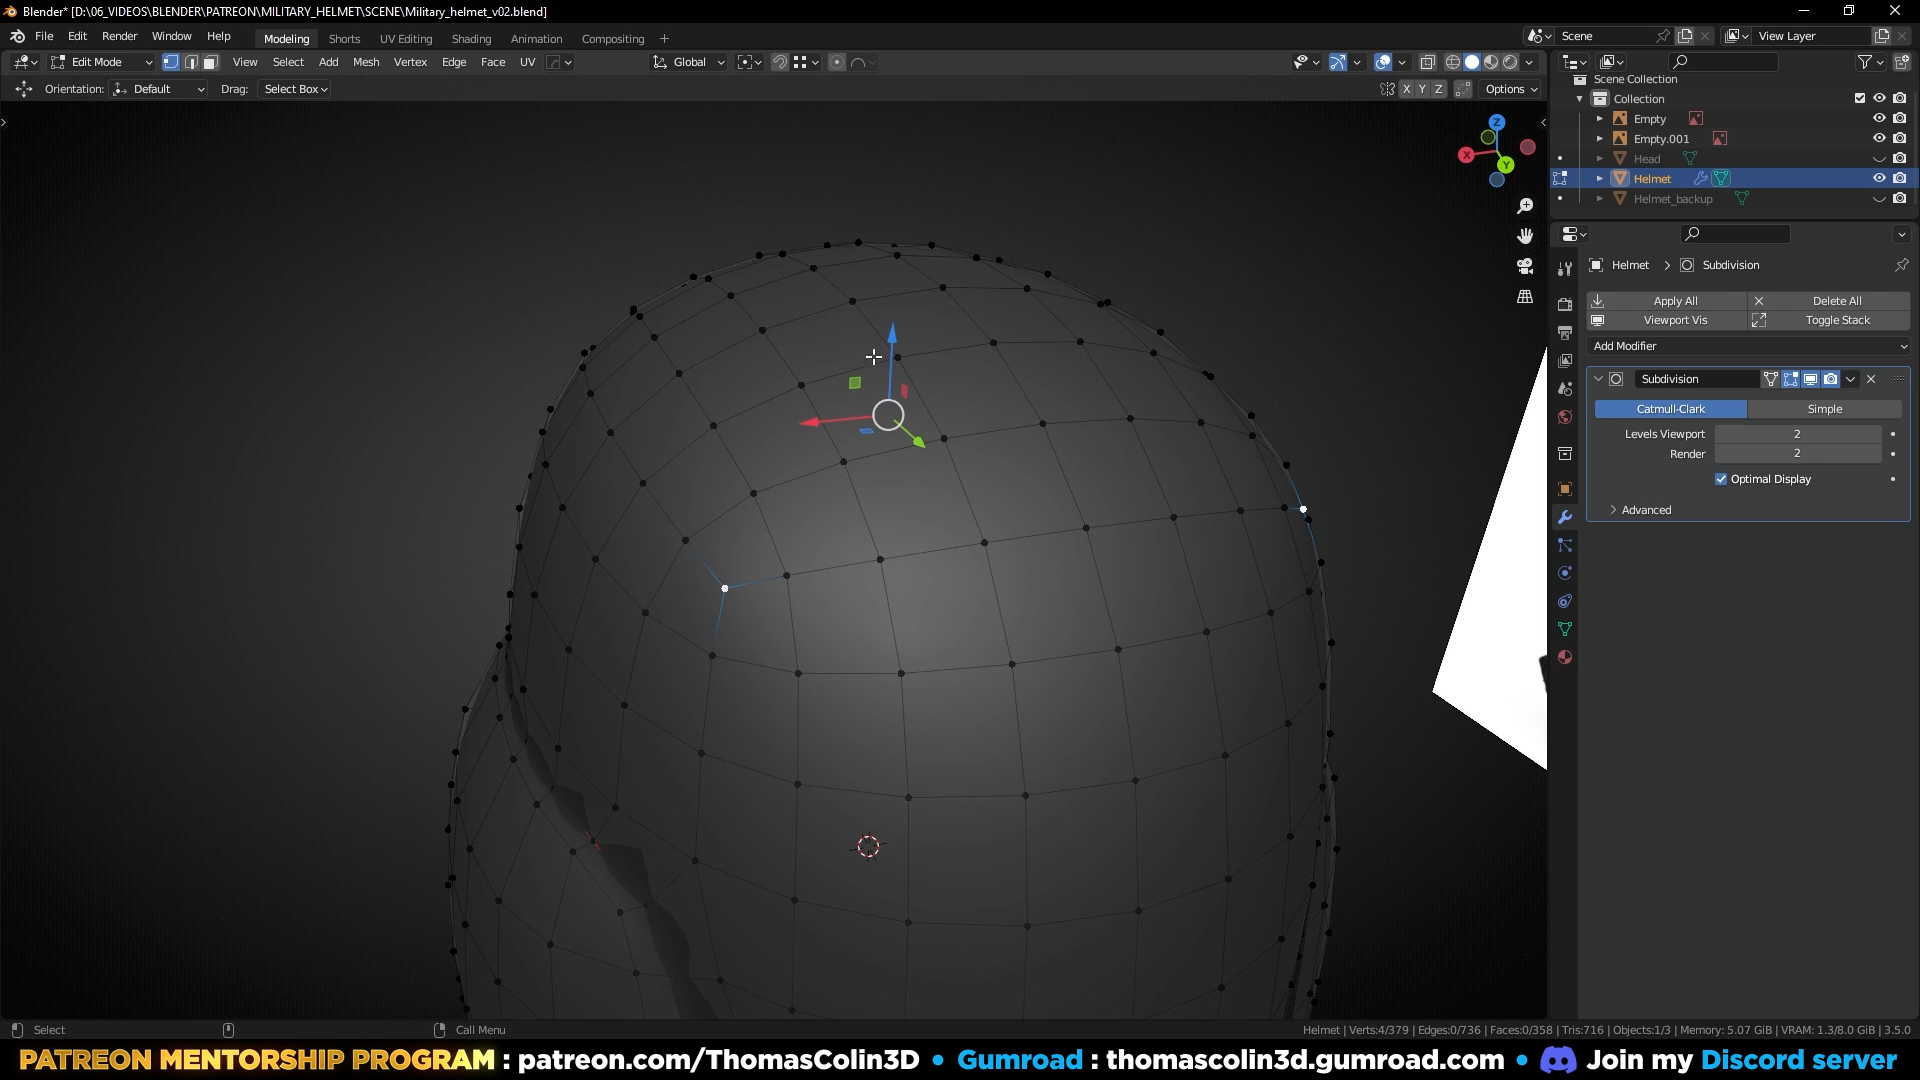 Blender* [D:\06_VIDEOS\BLENDER\PATREON\MILITARY_HELMET\SCENE\Military_helmet_v02.blend]
File Edit Render Window Help Modeling Shorts UV Editing Shading Animation Compositing + Scene View Layer
Edit Mode View Select Add Mesh Vertex Edge Face UV Global
Orientation: Default Drag: Select Box X Y Z Options
Scene Collection
Collection
Empty
Empty.001
Head
Helmet
Helmet_backup
Z
X
Y
Helmet > Subdivision
Apply All Delete All
Viewport Vis Toggle Stack
Add Modifier
Subdivision
Catmull-Clark Simple
Levels Viewport 2
Render 2
Optimal Display
Advanced
Select Call Menu Helmet | Verts:4/379 | Edges:0/736 | Faces:0/358 | Tris:716 | Objects:1/3 | Memory: 5.07 GiB | VRAM: 1.3/8.0 GiB | 3.5.0
PATREON MENTORSHIP PROGRAM : patreon.com/ThomasColin3D • Gumroad : thomascolin3d.gumroad.com • Join my Discord server